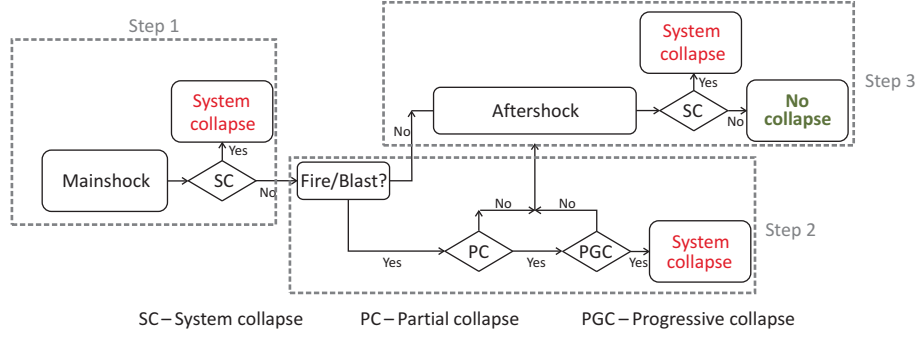 Step 1
Mainshock
SC
Yes
System
collapse
No
Step 2
Fire/Blast?
No
Yes
PC
No
Yes
PGC
No
Yes
System
collapse
Step 3
Aftershock
SC
Yes
System
collapse
No
No
collapse
SC – System collapse
PC – Partial collapse
PGC – Progressive collapse